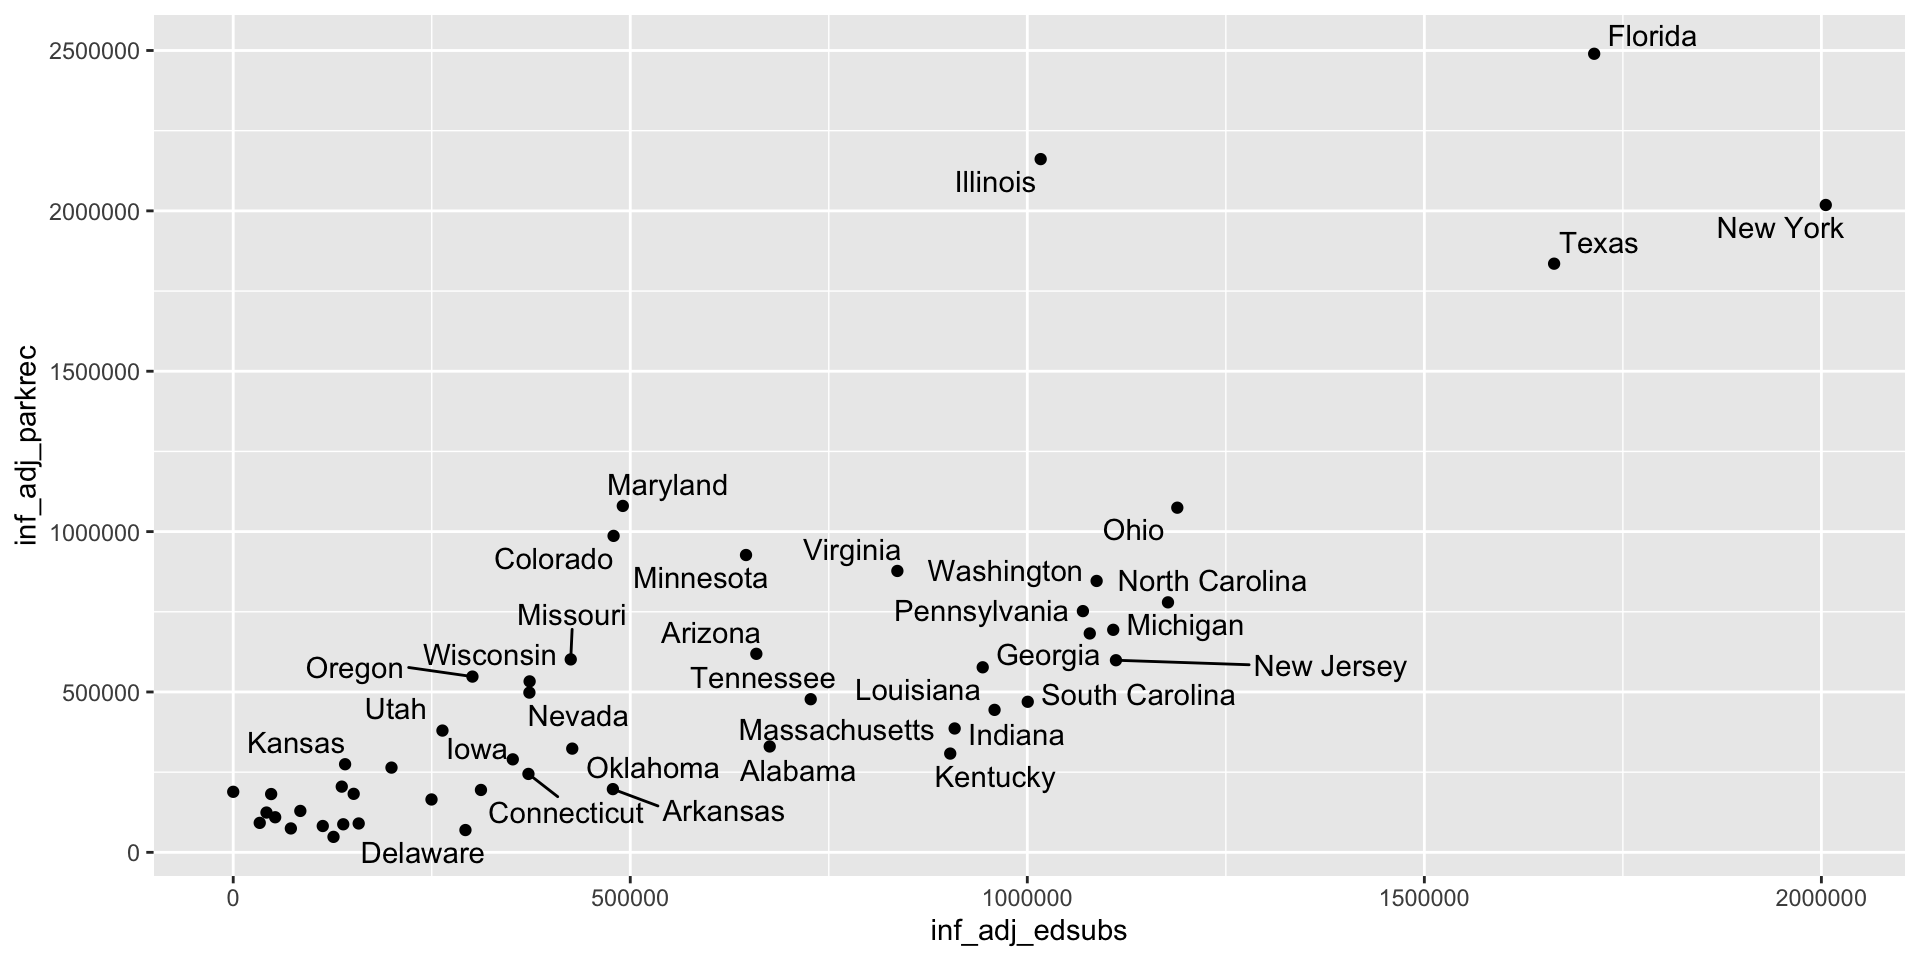 2500000
2000000
1500000
1000000
500000
0
inf_adj_parkrec
Florida
Illinois
New York
Texas
Maryland
Ohio
Colorado
Virginia
Minnesota
Washington
North Carolina
Pennsylvania
Missouri
Michigan
Arizona
Wisconsin
Georgia
Oregon
New Jersey
Tennessee
Louisiana
South Carolina
Utah
Nevada
Massachusetts
Indiana
Kansas
Iowa
Oklahoma
Alabama
Kentucky
Connecticut
Arkansas
Delaware
0
500000
1000000
1500000
2000000
inf_adj_edsubs